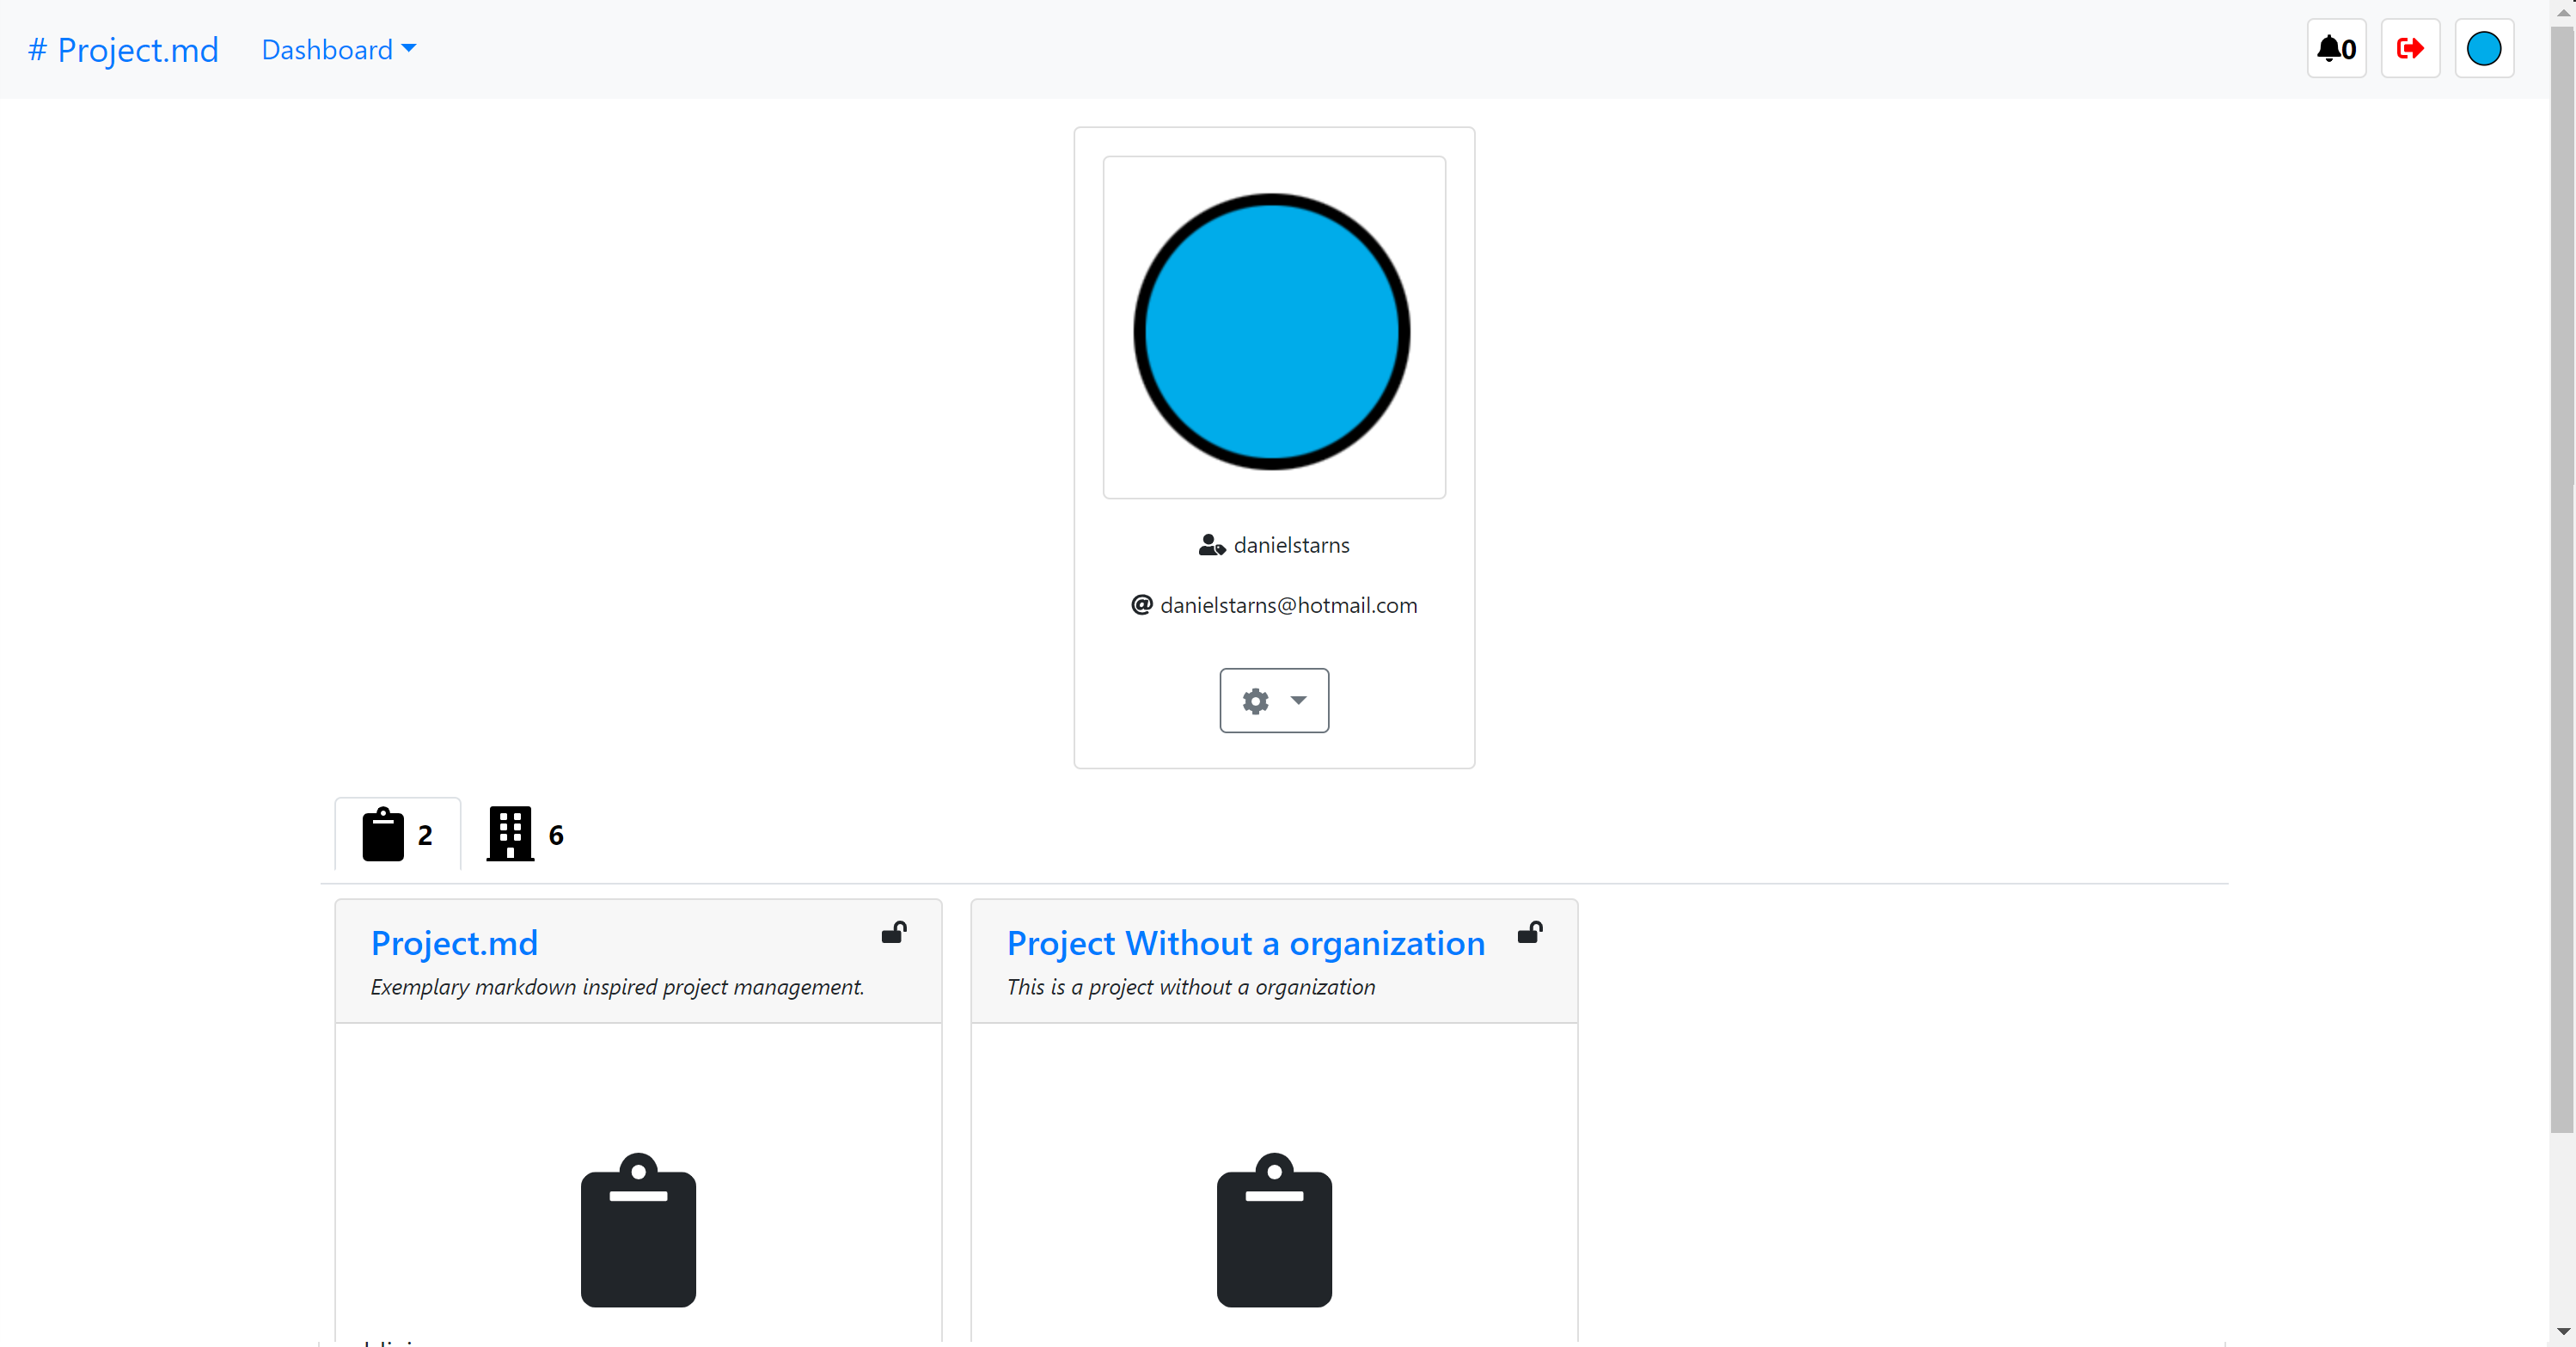 # Project.md Dashboard 0
danielstarns
@ danielstarns@hotmail.com
2 6
Project.md
Exemplary markdown inspired project management.
Project Without a organization
This is a project without a organization